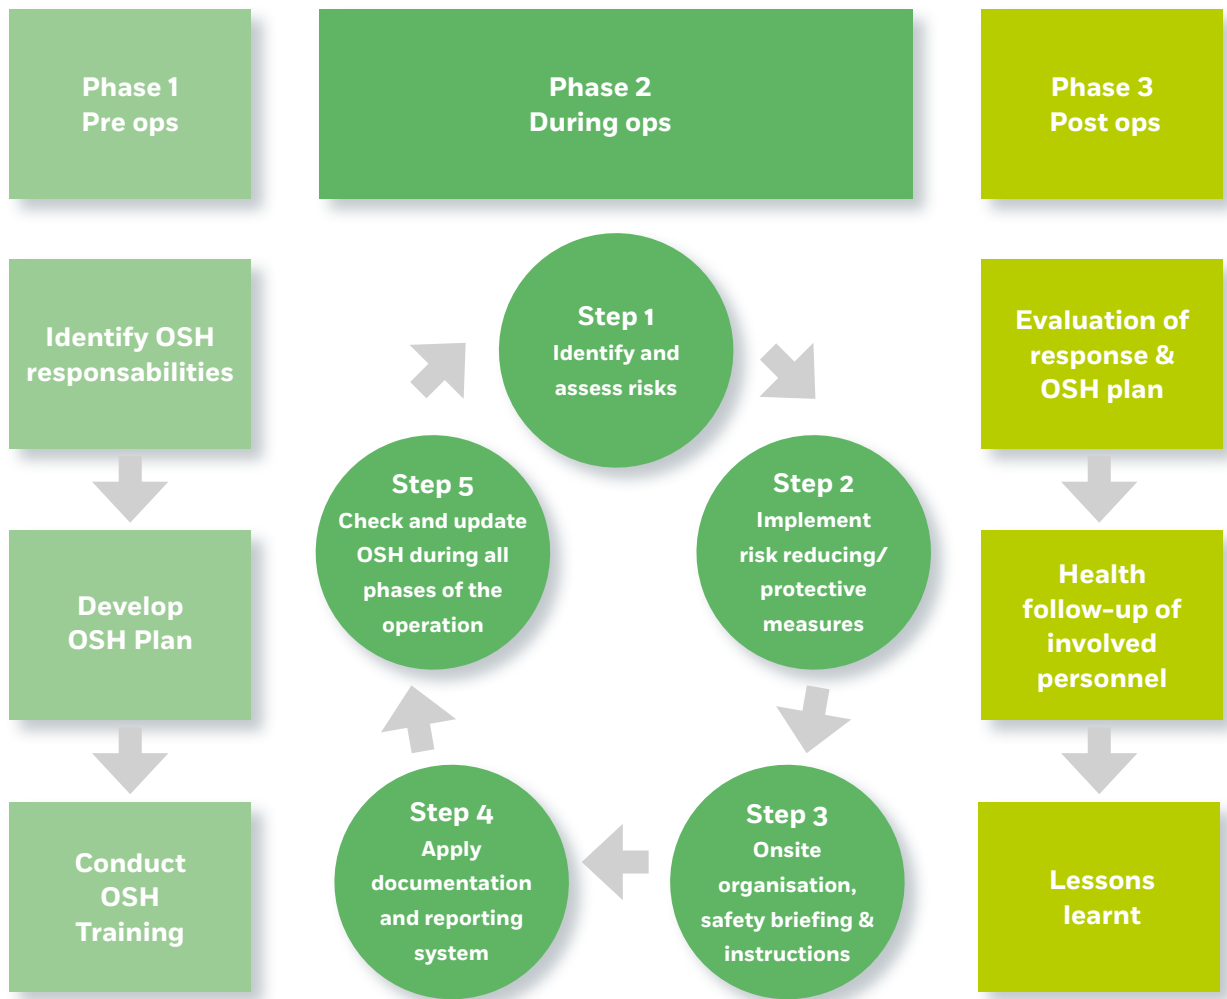 Phase 1
Pre ops
Phase 2
During ops
Phase 3
Post ops
Identify OSH
responsabilities
Develop
OSH Plan
Conduct
OSH
Training
Step 1
Identify and
assess risks
Step 2
Implement
risk reducing/
protective
measures
Step 3
Onsite
organisation,
safety briefing &
instructions
Step 4
Apply
documentation
and reporting
system
Step 5
Check and update
OSH during all
phases of the
operation
Evaluation of
response &
OSH plan
Health
follow-up of
involved
personnel
Lessons
learnt